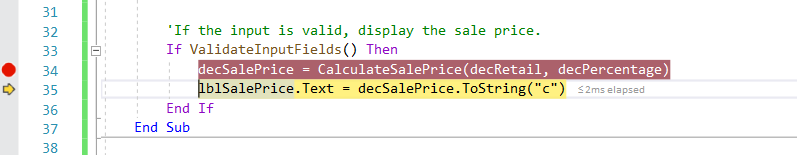 31
32 'If the input is valid, display the sale price.
33 If ValidateInputFields() Then
34 decSalePrice = CalculateSalePrice(decRetail, decPercentage)
35 lblSalePrice.Text = decSalePrice.ToString("c") ≤2ms elapsed
36 End If
37 End Sub
38